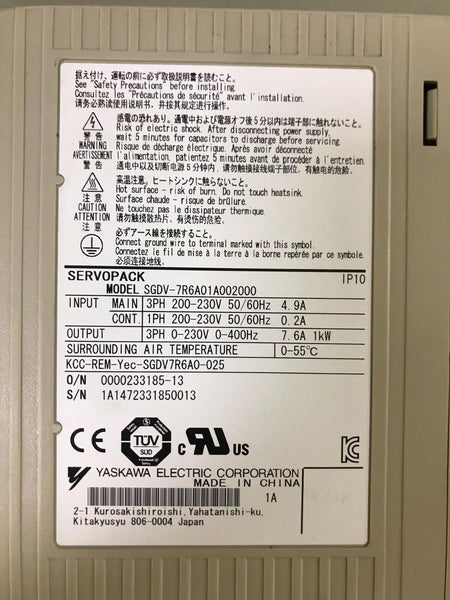 据え付け、運転の前に必ず取扱説明書を読むこと。
See "Safety Precautions" before installing.
Consultez les "Précautions de sécurité" avant l'installation.
请务必熟读使用说明书，并按其规定进行操作。
危険
WARNING
AVERTISSEMENT
警告
感電の恐れあり。通電中および電源オフ後5分以内は端子部に触れないこと。
Risk of electric shock. After disconnecting power supply,
wait 5 minutes for capacitors to discharge before servicing.
Risque de décharge électrique. Après avoir déconnecté
l'alimentation, patientez 5 minutes avant de procéder à l'entretien.
通电中以及切断电源5分钟内, 请勿触摸端子部位。有触电的危险。
注意
CAUTION
ATTENTION
注意
高温注意。ヒートシンクに触らないこと。
Hot surface - risk of burn. Do not touch heatsink.
Surface chaude - risque de brûlure.
Ne touchez pas le dissipateur thermique.
请勿触摸散热片。有烫伤的危险。
必ずアース線を接続すること。
Connect ground wire to terminal marked with this symbol.
Connectez le fil de mise à la terre à la borne repérée par ce symbole.
必须连接地线。
SERVOPACK IP10
MODEL SGDV-7R6A01A002000
INPUT MAIN 3PH 200-230V 50/60Hz 4.9A
CONT. 1PH 200-230V 50/60Hz 0.2A
OUTPUT 3PH 0-230V 0-400Hz 7.6A 1kW
SURROUNDING AIR TEMPERATURE 0-55℃
KCC-REM-Yec-SGDV7R6A0-025
O/N 0000233185-13
S/N 1A1472331850013
CE TÜV SÜD c RU US
YASKAWA ELECTRIC CORPORATION
MADE IN CHINA
1A
2-1 Kurosakishiroishi, Yahatanishi-ku,
Kitakyusyu 806-0004 Japan